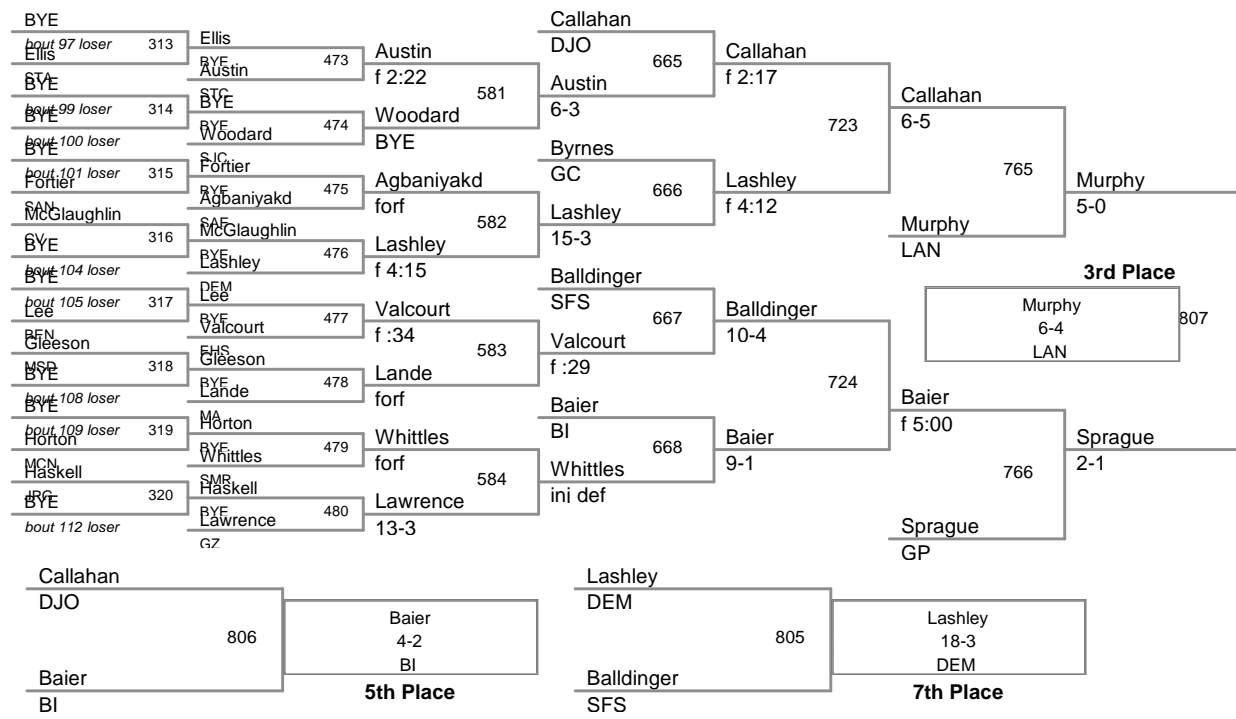 BYE
bout 97 loser 313
Ellis
STA
BYE
bout 99 loser 314
BYE
bout 100 loser
BYE
bout 101 loser 315
Fortier
SAN
McGlaughlin
CV 316
BYE
bout 104 loser
BYE
bout 105 loser 317
Lee
BEN
Gleeson
MSD 318
BYE
bout 108 loser
BYE
bout 109 loser 319
Horton
MCN
Haskell
JRG 320
BYE
bout 112 loser
Ellis
BYE 473
Austin
STC
BYE
BYE 474
Woodard
SJC
Fortier
BYE 475
Agbaniyakd
SAF
McGlaughlin
BYE 476
Lashley
DEM
Lee
BYE 477
Valcourt
EHS
Gleeson
BYE 478
Lande
MA
Horton
BYE 479
Whittles
SMR
Haskell
BYE 480
Lawrence
GZ
Austin
f 2:22
581
Woodard
BYE
Agbaniyakd
forf
582
Lashley
f 4:15
Valcourt
f :34
583
Lande
forf
Whittles
forf
584
Lawrence
13-3
Callahan
DJO
665
Austin
6-3
Byrnes
GC
666
Lashley
15-3
Balldinger
SFS
667
Valcourt
f :29
Baier
BI
668
Whittles
inj def
Callahan
f 2:17
723
Lashley
f 4:12
Balldinger
10-4
724
Baier
9-1
Callahan
6-5
765
Murphy
LAN
Baier
f 5:00
766
Sprague
GP
Murphy
5-0
3rd Place
Murphy
6-4 807
LAN
Sprague
2-1
Callahan
DJO
806
Baier
BI
Baier
4-2
BI
5th Place
Lashley
DEM
805
Balldinger
SFS
Lashley
18-3
DEM
7th Place